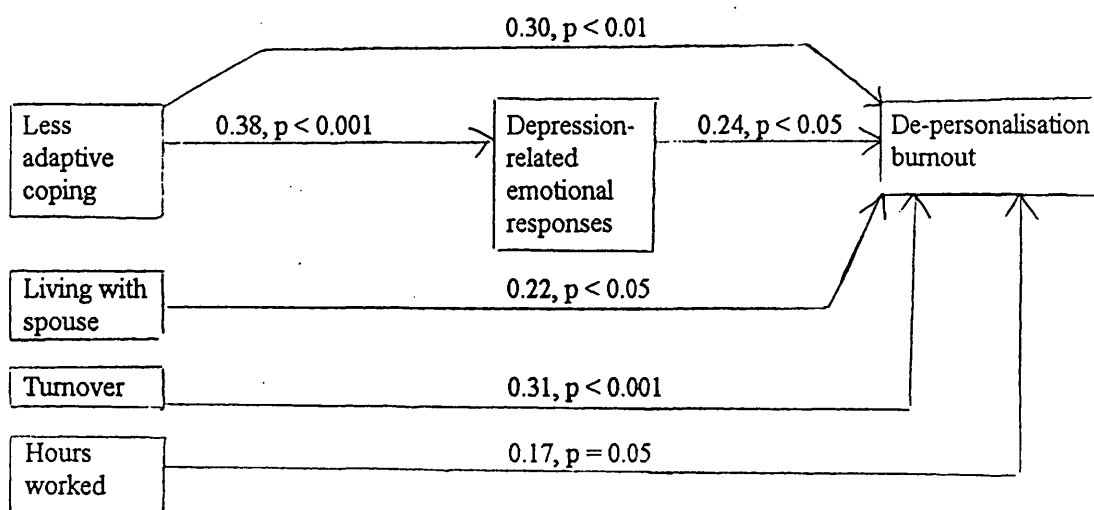 0.30, p < 0.01
Less
adaptive
coping
0.38, p < 0.001
Depression-
related
emotional
responses
0.24, p < 0.05
De-personalisation
burnout
Living with
spouse
0.22, p < 0.05
Turnover
0.31, p < 0.001
Hours
worked
0.17, p = 0.05